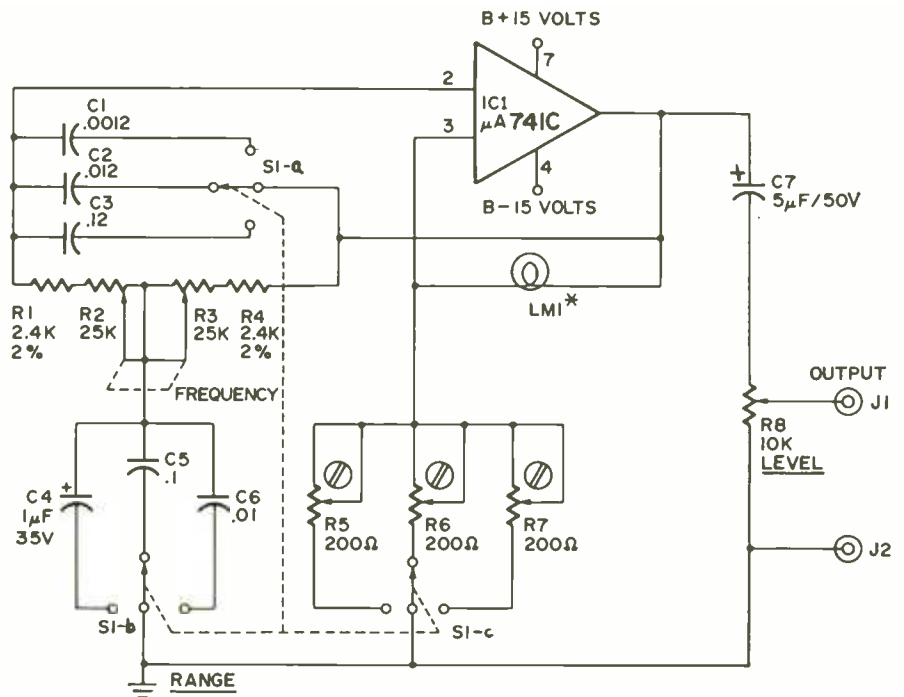 B+15 VOLTS
7
2
IC1
μA741C
3
4
B-15 VOLTS
C1
.0012
S1-a
C2
.012
C3
.12
+
C7
5μF/50V
LM1*
R1
2.4K
2%
R2
25K
R3
25K
R4
2.4K
2%
FREQUENCY
OUTPUT
J1
R8
10K
LEVEL
+
C4
1μF
35V
C5
.1
C6
.01
R5
200Ω
R6
200Ω
R7
200Ω
J2
S1-b
S1-c
RANGE